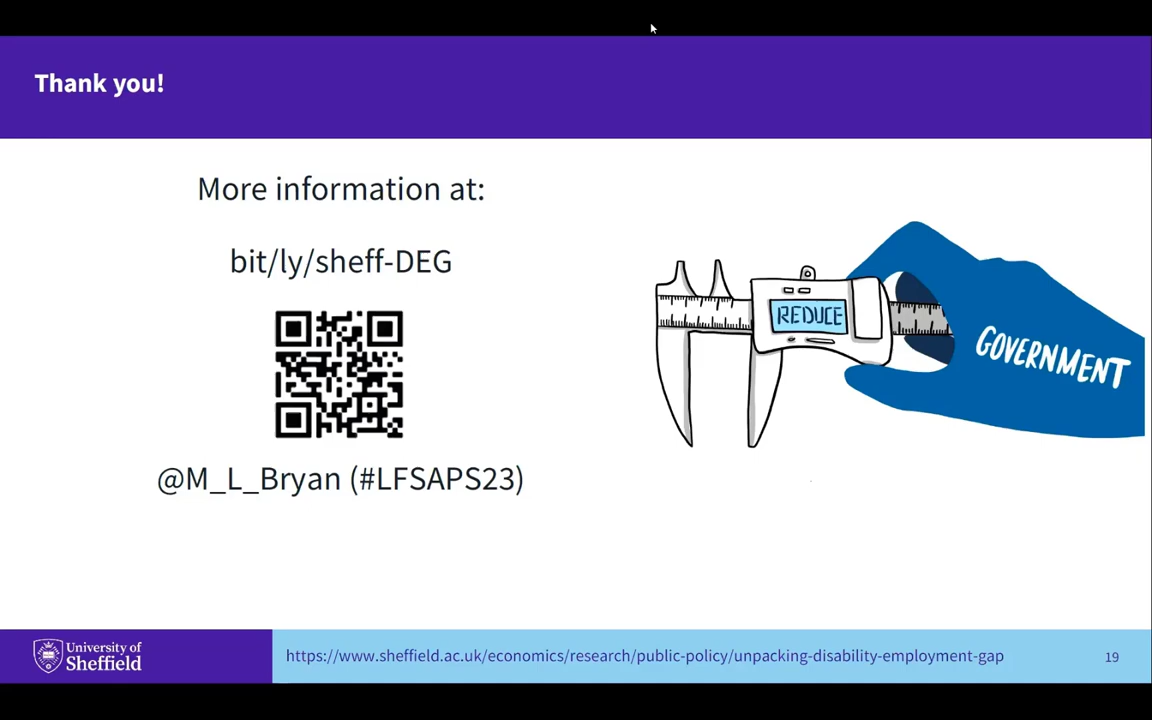 Thank you!
More information at:
bit/ly/sheff-DEG
@M_L_Bryan (#LFSAPS23)
REDUCE
GOVERNMENT
University of
Sheffield
https://www.sheffield.ac.uk/economics/research/public-policy/unpacking-disability-employment-gap
19